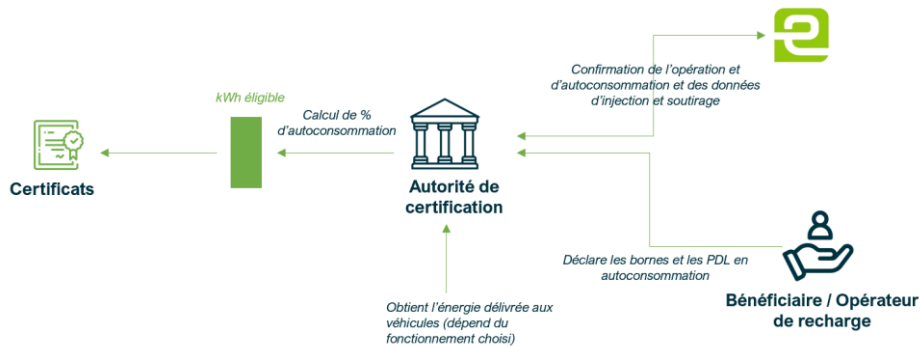 Confirmation de l'opération et
d'autoconsommation et des données
d'injection et soutirage
kWh éligible
Calcul de %
d'autoconsommation
Certificats
Autorité de
certification
Déclare les bornes et les PDL en
autoconsommation
Bénéficiaire / Opérateur
de recharge
Obtient l'énergie délivrée aux
véhicules (dépend du
fonctionnement choisi)